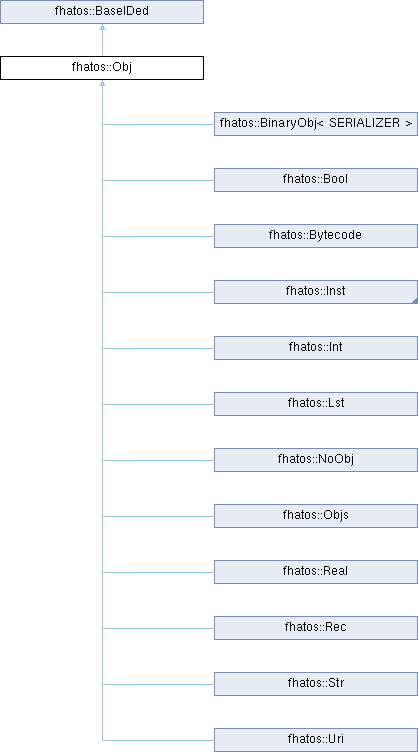 fhatos::BaseIDed
fhatos::Obj
fhatos::BinaryObj< SERIALIZER >
fhatos::Bool
fhatos::Bytecode
fhatos::Inst
fhatos::Int
fhatos::Lst
fhatos::NoObj
fhatos::Objs
fhatos::Real
fhatos::Rec
fhatos::Str
fhatos::Uri